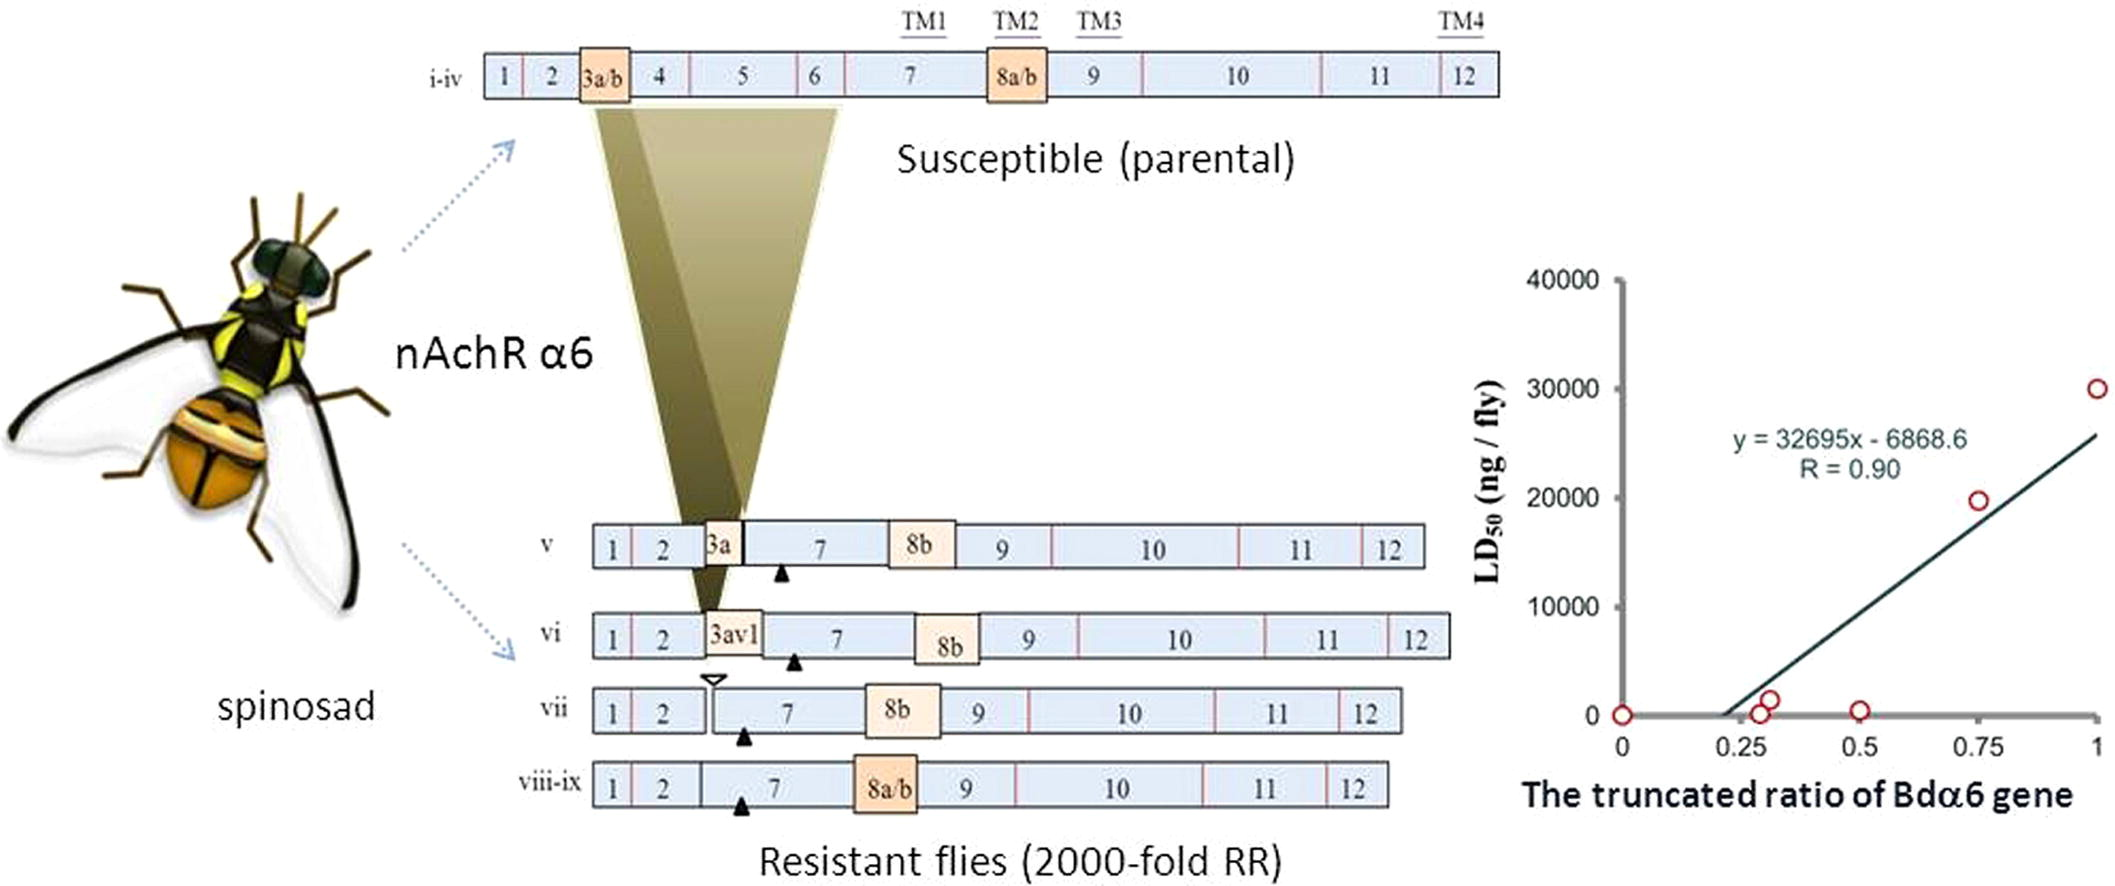 TM1 TM2 TM3 TM4
i-iv 1 2 3a/b 4 5 6 7 8a/b 9 10 11 12
Susceptible (parental)
nAchR α6
v 1 2 3a 7 8b 9 10 11 12
vi 1 2 3av1 7 8b 9 10 11 12
vii 1 2 7 8b 9 10 11 12
viii-ix 1 2 7 8a/b 9 10 11 12
spinosad
Resistant flies (2000-fold RR)
LD₅₀ (ng / fly)
40000
30000
20000
10000
0
y = 32695x - 6868.6
R = 0.90
0 0.25 0.5 0.75 1
The truncated ratio of Bdα6 gene